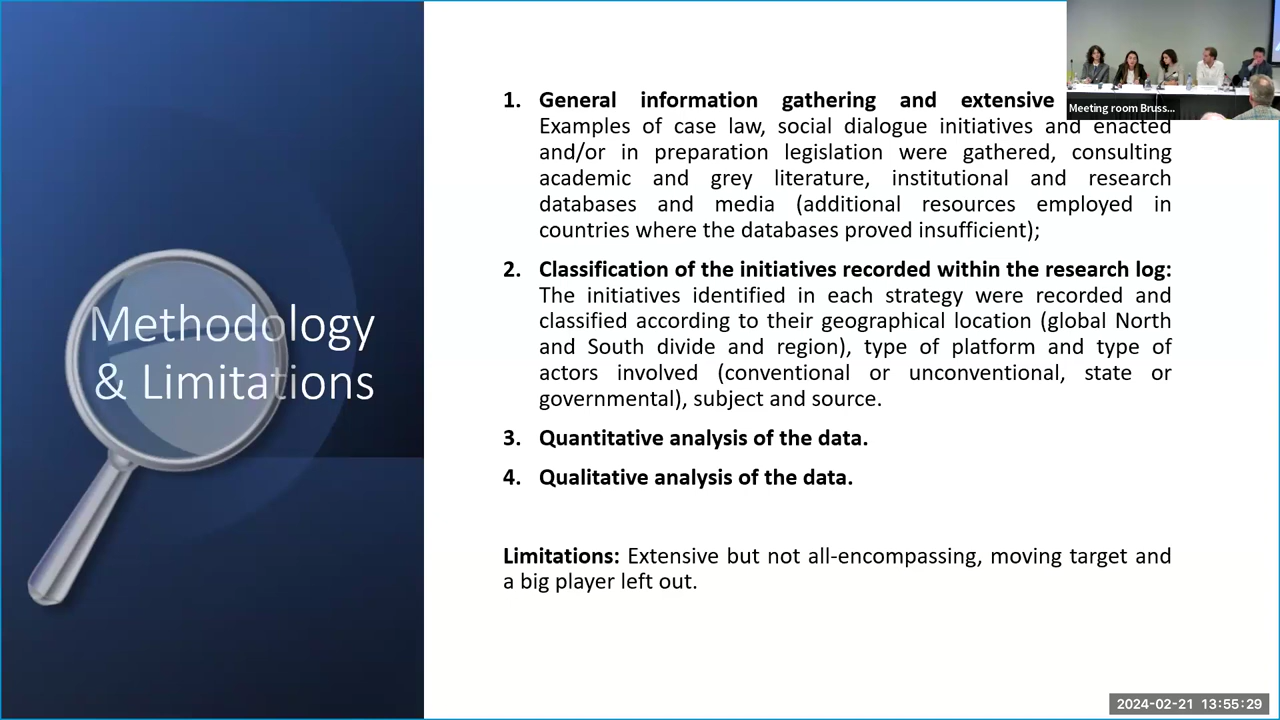 Methodology
& Limitations
1. General information gathering and extensive
Examples of case law, social dialogue initiatives and enacted
and/or in preparation legislation were gathered, consulting
academic and grey literature, institutional and research
databases and media (additional resources employed in
countries where the databases proved insufficient);
2. Classification of the initiatives recorded within the research log:
The initiatives identified in each strategy were recorded and
classified according to their geographical location (global North
and South divide and region), type of platform and type of
actors involved (conventional or unconventional, state or
governmental), subject and source.
3. Quantitative analysis of the data.
4. Qualitative analysis of the data.
Limitations: Extensive but not all-encompassing, moving target and
a big player left out.
Meeting room Bruss...
2024-02-21 13:55:29